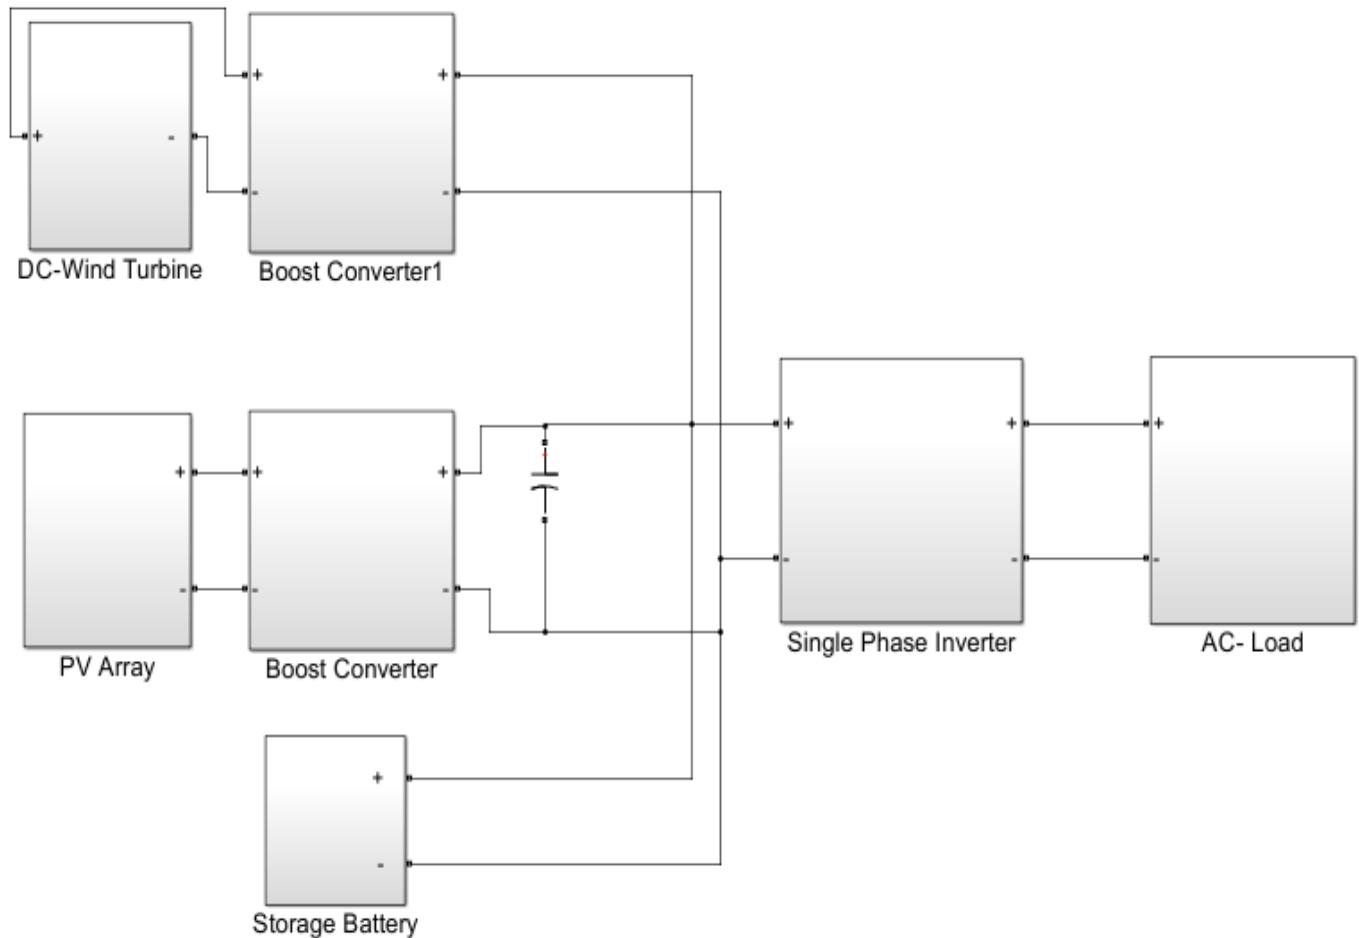 + -
+ +
- -
DC-Wind Turbine
Boost Converter1
+ +
- -
+
-
+ +
- -
+
-
PV Array
Boost Converter
Single Phase Inverter
AC- Load
+
-
Storage Battery